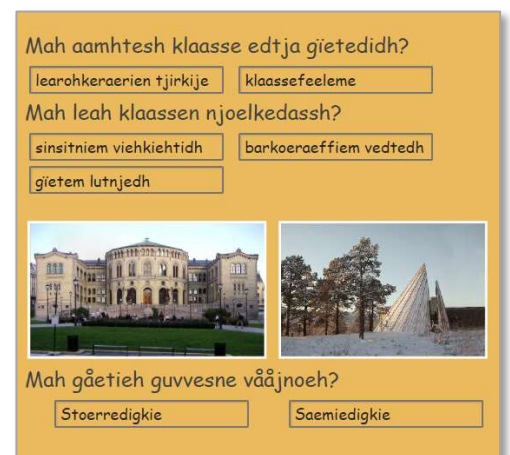 Mah aamhtesh klaasse edtja gïetedidh?
learohkeraerien tjirkije klaassefeeleme
Mah leah klaassen njoelkedassh?
sinsitniem viehkiehtidh barkoeraeffiem vedtedh
gïetem lutnjedh
Mah gåetieh guvvesne vååjnoeh?
Stoerredigkie Saemiedigkie